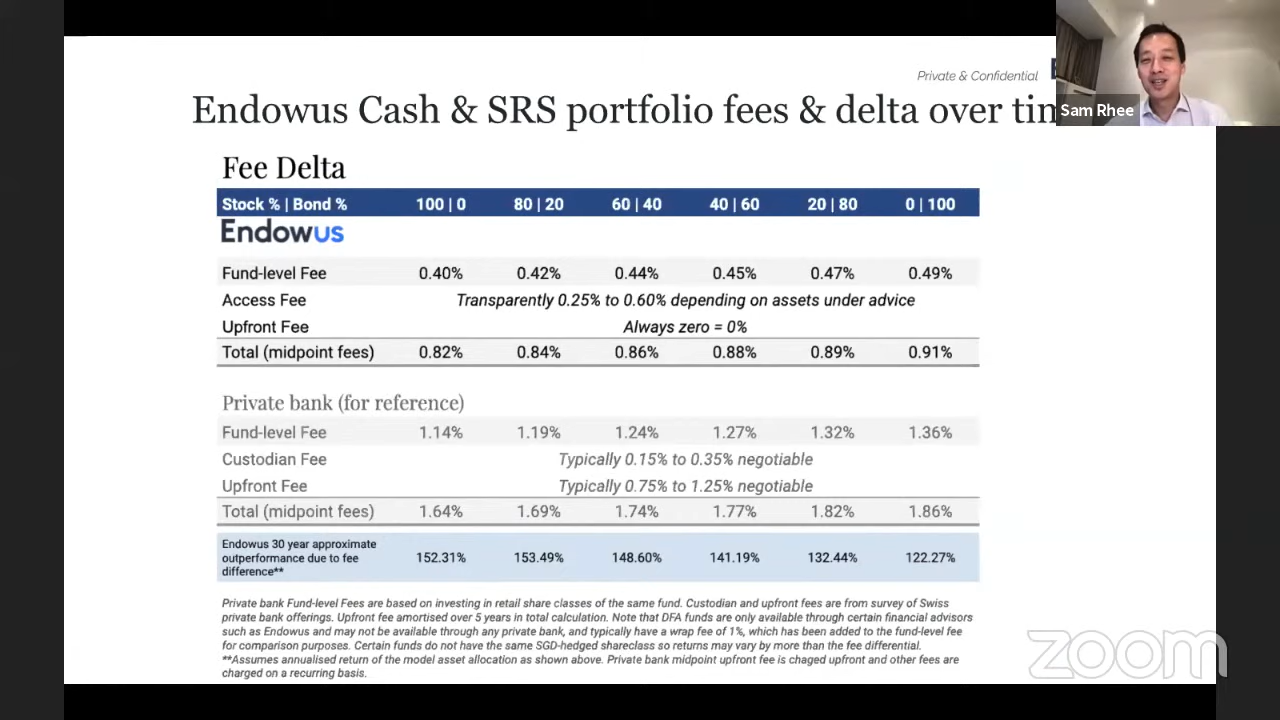 Private & Confidential
Sam Rhee
Endowus Cash & SRS portfolio fees & delta over
Fee Delta
Stock % | Bond % 100 | 0 80 | 20 60 | 40 40 | 60 20 | 80 0 | 100
Endowus
Fund-level Fee 0.40% 0.42% 0.44% 0.45% 0.47% 0.49%
Access Fee Transparently 0.25% to 0.60% depending on assets under advice
Upfront Fee Always zero = 0%
Total (midpoint fees) 0.82% 0.84% 0.86% 0.88% 0.89% 0.91%
Private bank (for reference)
Fund-level Fee 1.14% 1.19% 1.24% 1.27% 1.32% 1.36%
Custodian Fee Typically 0.15% to 0.35% negotiable
Upfront Fee Typically 0.75% to 1.25% negotiable
Total (midpoint fees) 1.64% 1.69% 1.74% 1.77% 1.82% 1.86%
Endowus 30 year approximate
outperformance due to fee
difference** 152.31% 153.49% 148.60% 141.19% 132.44% 122.27%
Private bank Fund-level Fees are based on investing in retail share classes of the same fund. Custodian and upfront fees are from survey of Swiss
private bank offerings. Upfront fee amortised over 5 years in total calculation. Note that DFA funds are only available through certain financial advisors
such as Endowus and may not be available through any private bank, and typically have a wrap fee of 1%, which has been added to the fund-level fee
for comparison purposes. Certain funds do not have the same SGD-hedged shareclass so returns may vary by more than the fee differential.
**Assumes annualised return of the model asset allocation as shown above. Private bank midpoint upfront fee is chaged upfront and other fees are
charged on a recurring basis.
zoom